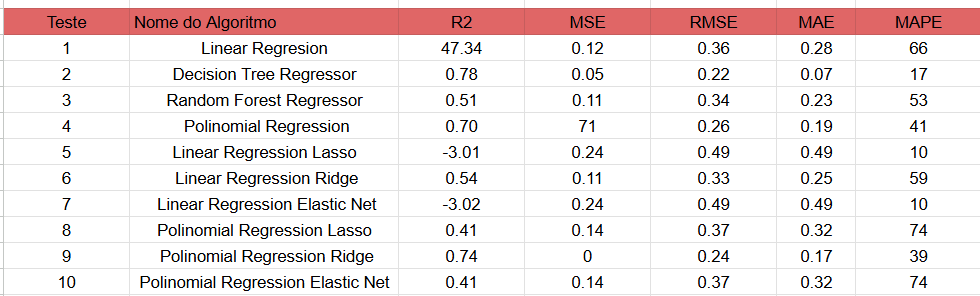 Teste Nome do Algoritmo R2 MSE RMSE MAE MAPE
1 Linear Regresion 47.34 0.12 0.36 0.28 66
2 Decision Tree Regressor 0.78 0.05 0.22 0.07 17
3 Random Forest Regressor 0.51 0.11 0.34 0.23 53
4 Polinomial Regression 0.70 71 0.26 0.19 41
5 Linear Regression Lasso -3.01 0.24 0.49 0.49 10
6 Linear Regression Ridge 0.54 0.11 0.33 0.25 59
7 Linear Regression Elastic Net -3.02 0.24 0.49 0.49 10
8 Polinomial Regression Lasso 0.41 0.14 0.37 0.32 74
9 Polinomial Regression Ridge 0.74 0 0.24 0.17 39
10 Polinomial Regression Elastic Net 0.41 0.14 0.37 0.32 74